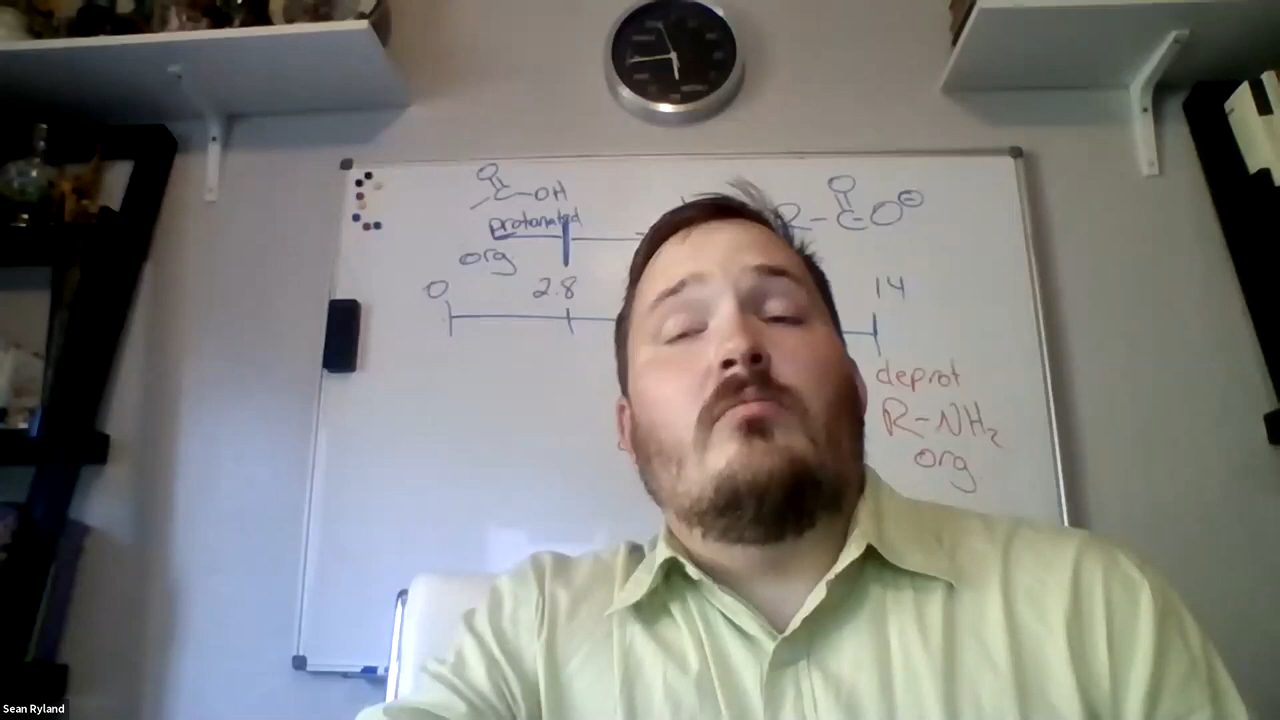 O
C-OH
protonated
org
O
R-C-O⊖
0
2.8
14
deprot
R-NH₂
org
Sean Ryland